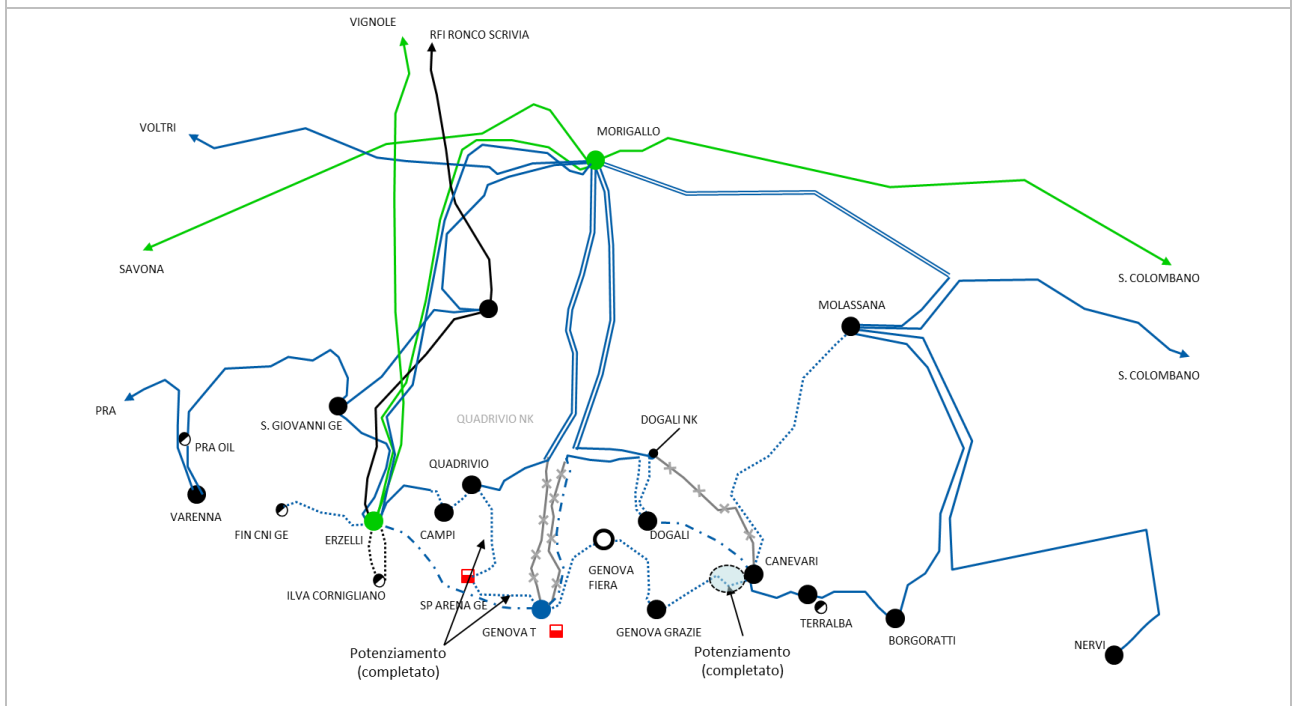 VIGNOLE
RFI RONCO SCRIVIA
VOLTRI
MORIGALLO
SAVONA
S. COLOMBANO
MOLASSANA
S. COLOMBANO
PRA
S. GIOVANNI GE
QUADRIVIO NK
DOGALI NK
PRA OIL
QUADRIVIO
VARENNA
FIN CNI GE
ERZELLI
CAMPI
DOGALI
CANEVARI
GENOVA
FIERA
ILVA CORNIGLIANO
SP ARENA GE
TERRALBA
GENOVA T
GENOVA GRAZIE
BORGORATTI
NERVI
Potenziamento
(completato)
Potenziamento
(completato)